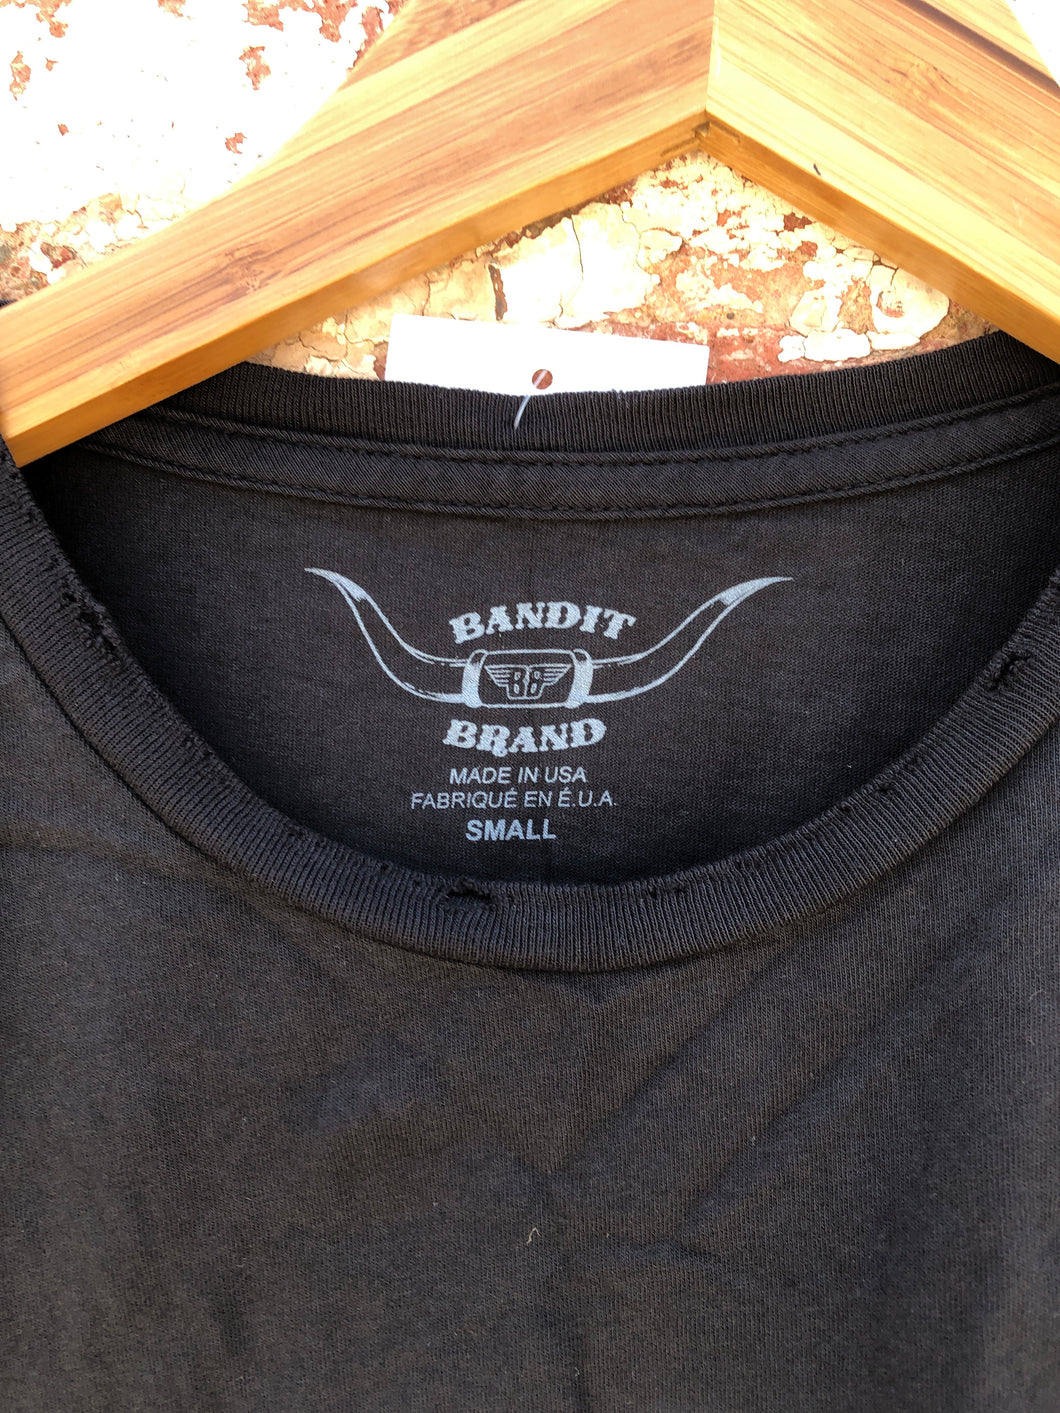 BANDIT
BB
BRAND
MADE IN USA
FABRIQUÉ EN É.U.A.
SMALL